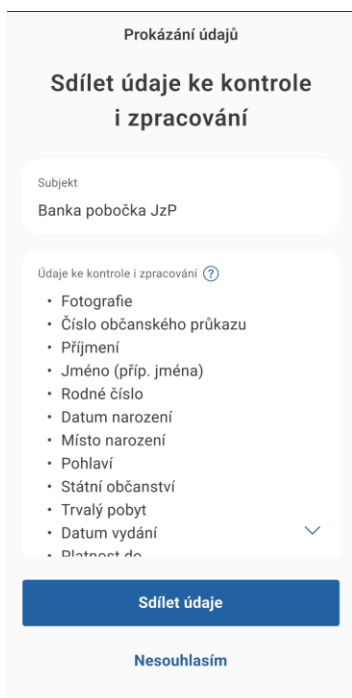 Prokázání údajů
Sdílet údaje ke kontrole
i zpracování
Subjekt
Banka pobočka JzP
Údaje ke kontrole i zpracování ?
• Fotografie
• Číslo občanského průkazu
• Příjmení
• Jméno (příp. jména)
• Rodné číslo
• Datum narození
• Místo narození
• Pohlaví
• Státní občanství
• Trvalý pobyt
• Datum vydání
• Platnost do
Sdílet údaje
Nesouhlasím